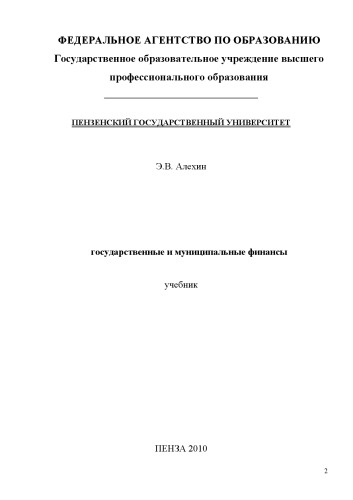 ФЕДЕРАЛЬНОЕ АГЕНТСТВО ПО ОБРАЗОВАНИЮ
Государственное образовательное учреждение высшего
профессионального образования
ПЕНЗЕНСКИЙ ГОСУДАРСТВЕННЫЙ УНИВЕРСИТЕТ
Э.В. Алехин
государственные и муниципальные финансы
учебник
ПЕНЗА 2010
2